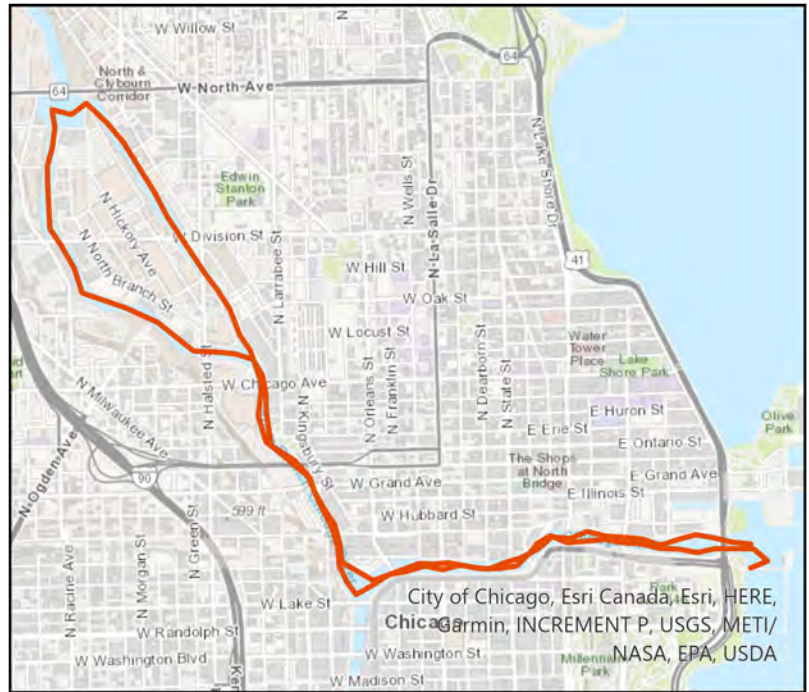 W Willow St
N
64
North &
Clybourn
Corridor
64
W-North-Ave
N Lake Shore Dr
Edwin
Stanton
Park
N Wells St
N-La-Salle-Dr
N Hickory Ave
W Division St
N Larrabee St
41
W Hill St
N North Branch St
W Oak St
W Locust St
Water
Tower
Place
Lake
Shore Park
N Halsted St
W Chicago Ave
N Orleans St
N Franklin St
N Dearborn St
N State St
N Milwaukee Ave
N Kingsbury St
E Huron St
Olive
Park
E Erie St
E Ontario St
The Shops
at North
Bridge
E Grand Ave
N-Ogden-Ave
90
W Grand Ave
E Illinois St
599 ft
W Hubbard St
N Green St
N Morgan St
N Racine Ave
W Lake St
Park
City of Chicago, Esri Canada, Esri, HERE,
Garmin, INCREMENT P, USGS, METI/
NASA, EPA, USDA
Chicago
W Randolph St
W Washington Blvd
Ken
W Washington St
Millennium
Park
W Madison St